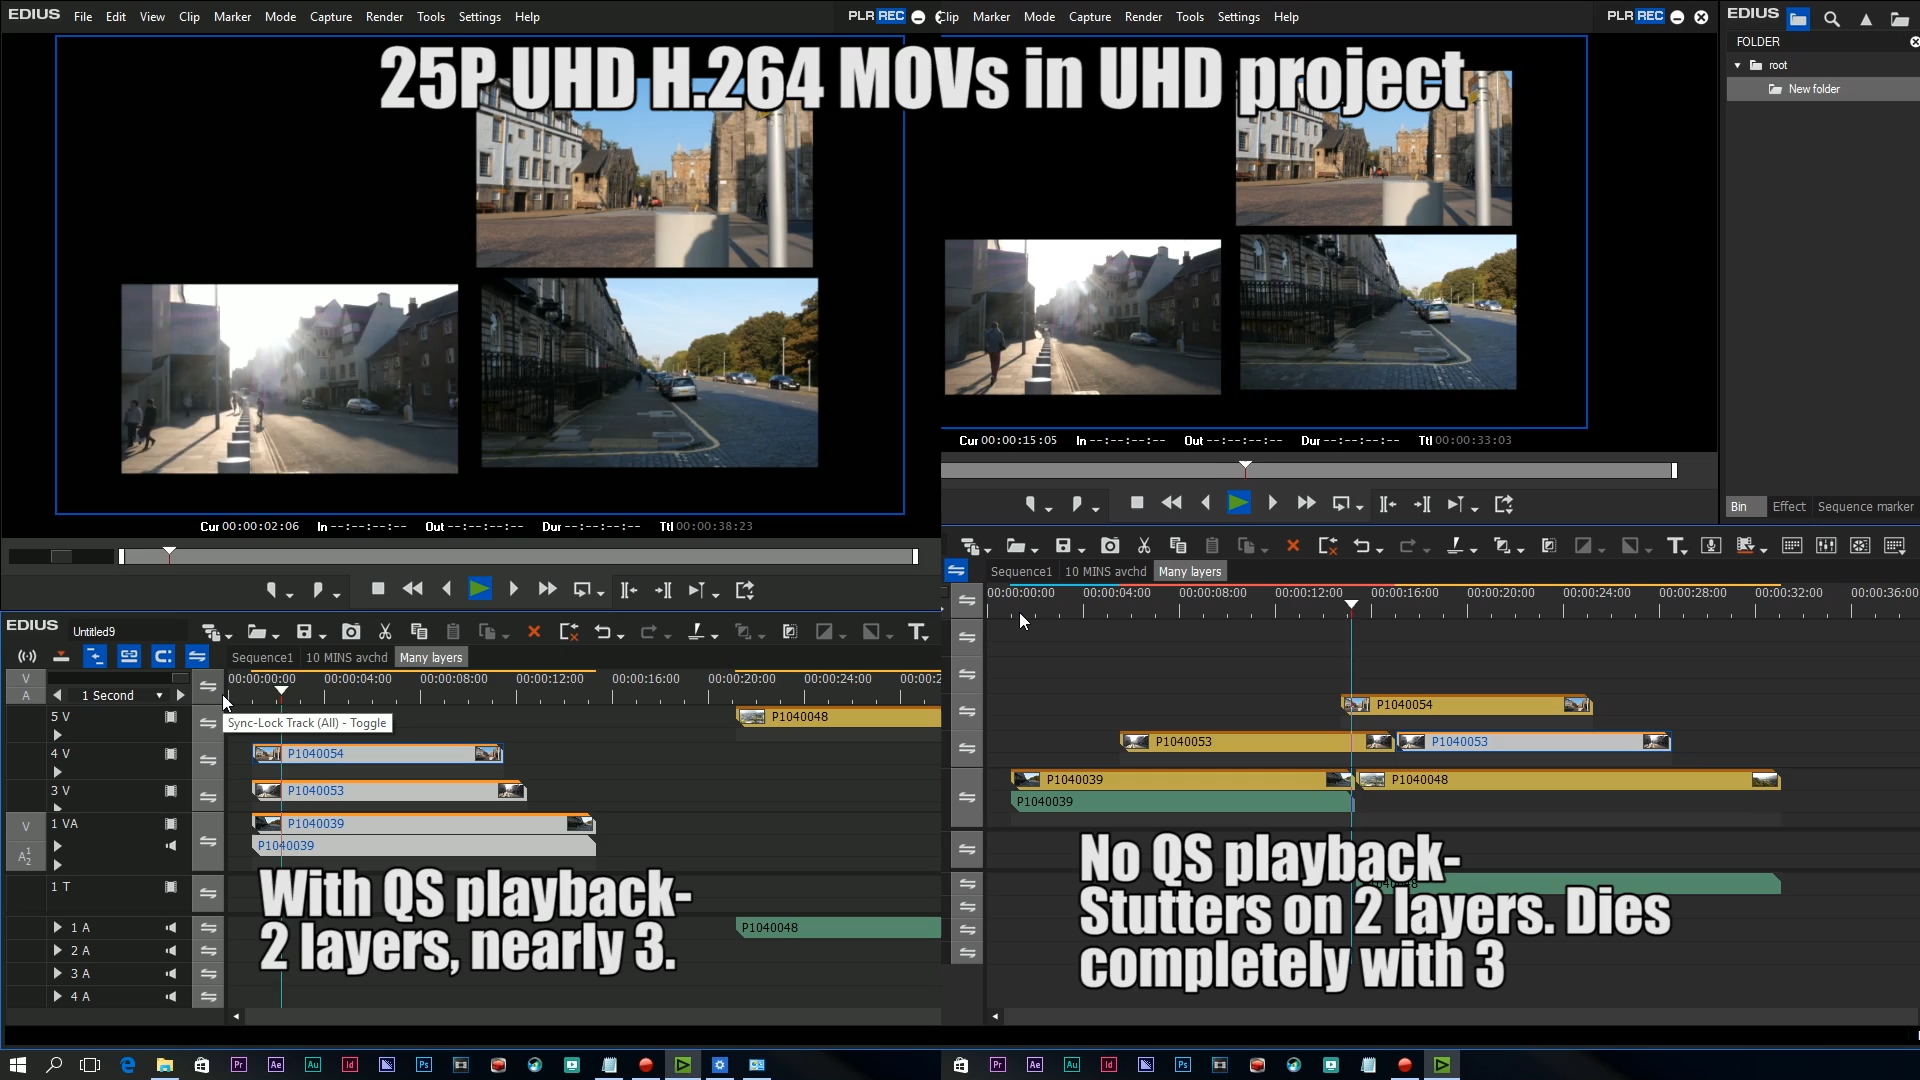 EDIUS File Edit View Clip Marker Mode Capture Render Tools Settings Help PLR REC
Clip Marker Mode Capture Render Tools Settings Help PLR REC
EDIUS
FOLDER
root
New folder
25P UHD H.264 MOVs in UHD project
Cur 00:00:02:06 In --:--:--:-- Out --:--:--:-- Dur --:--:--:-- Ttl 00:00:38:23
Cur 00:00:15:05 In --:--:--:-- Out --:--:--:-- Dur --:--:--:-- Ttl 00:00:33:03
Bin Effect Sequence marker
EDIUS Untitled9
Sequence1 10 MINS avchd Many layers
V
A
1 Second
00:00:00:00 00:00:04:00 00:00:08:00 00:00:12:00 00:00:16:00 00:00:20:00 00:00:24:00 00:00:2
Sync-Lock Track (All) - Toggle
5 V
P1040048
4 V
P1040054
3 V
P1040053
V
1 VA
P1040039
A 1 2
P1040039
1 T
1 A
P1040048
2 A
3 A
4 A
With QS playback-
2 layers, nearly 3.
Sequence1 10 MINS avchd Many layers
00:00:00:00 00:00:04:00 00:00:08:00 00:00:12:00 00:00:16:00 00:00:20:00 00:00:24:00 00:00:28:00 00:00:32:00 00:00:36:00
P1040054
P1040053 P1040053
P1040039 P1040048
P1040039
No QS playback-
Stutters on 2 layers. Dies
completely with 3
Pr Ae Au Id Ps
Pr Ae Au Id Ps